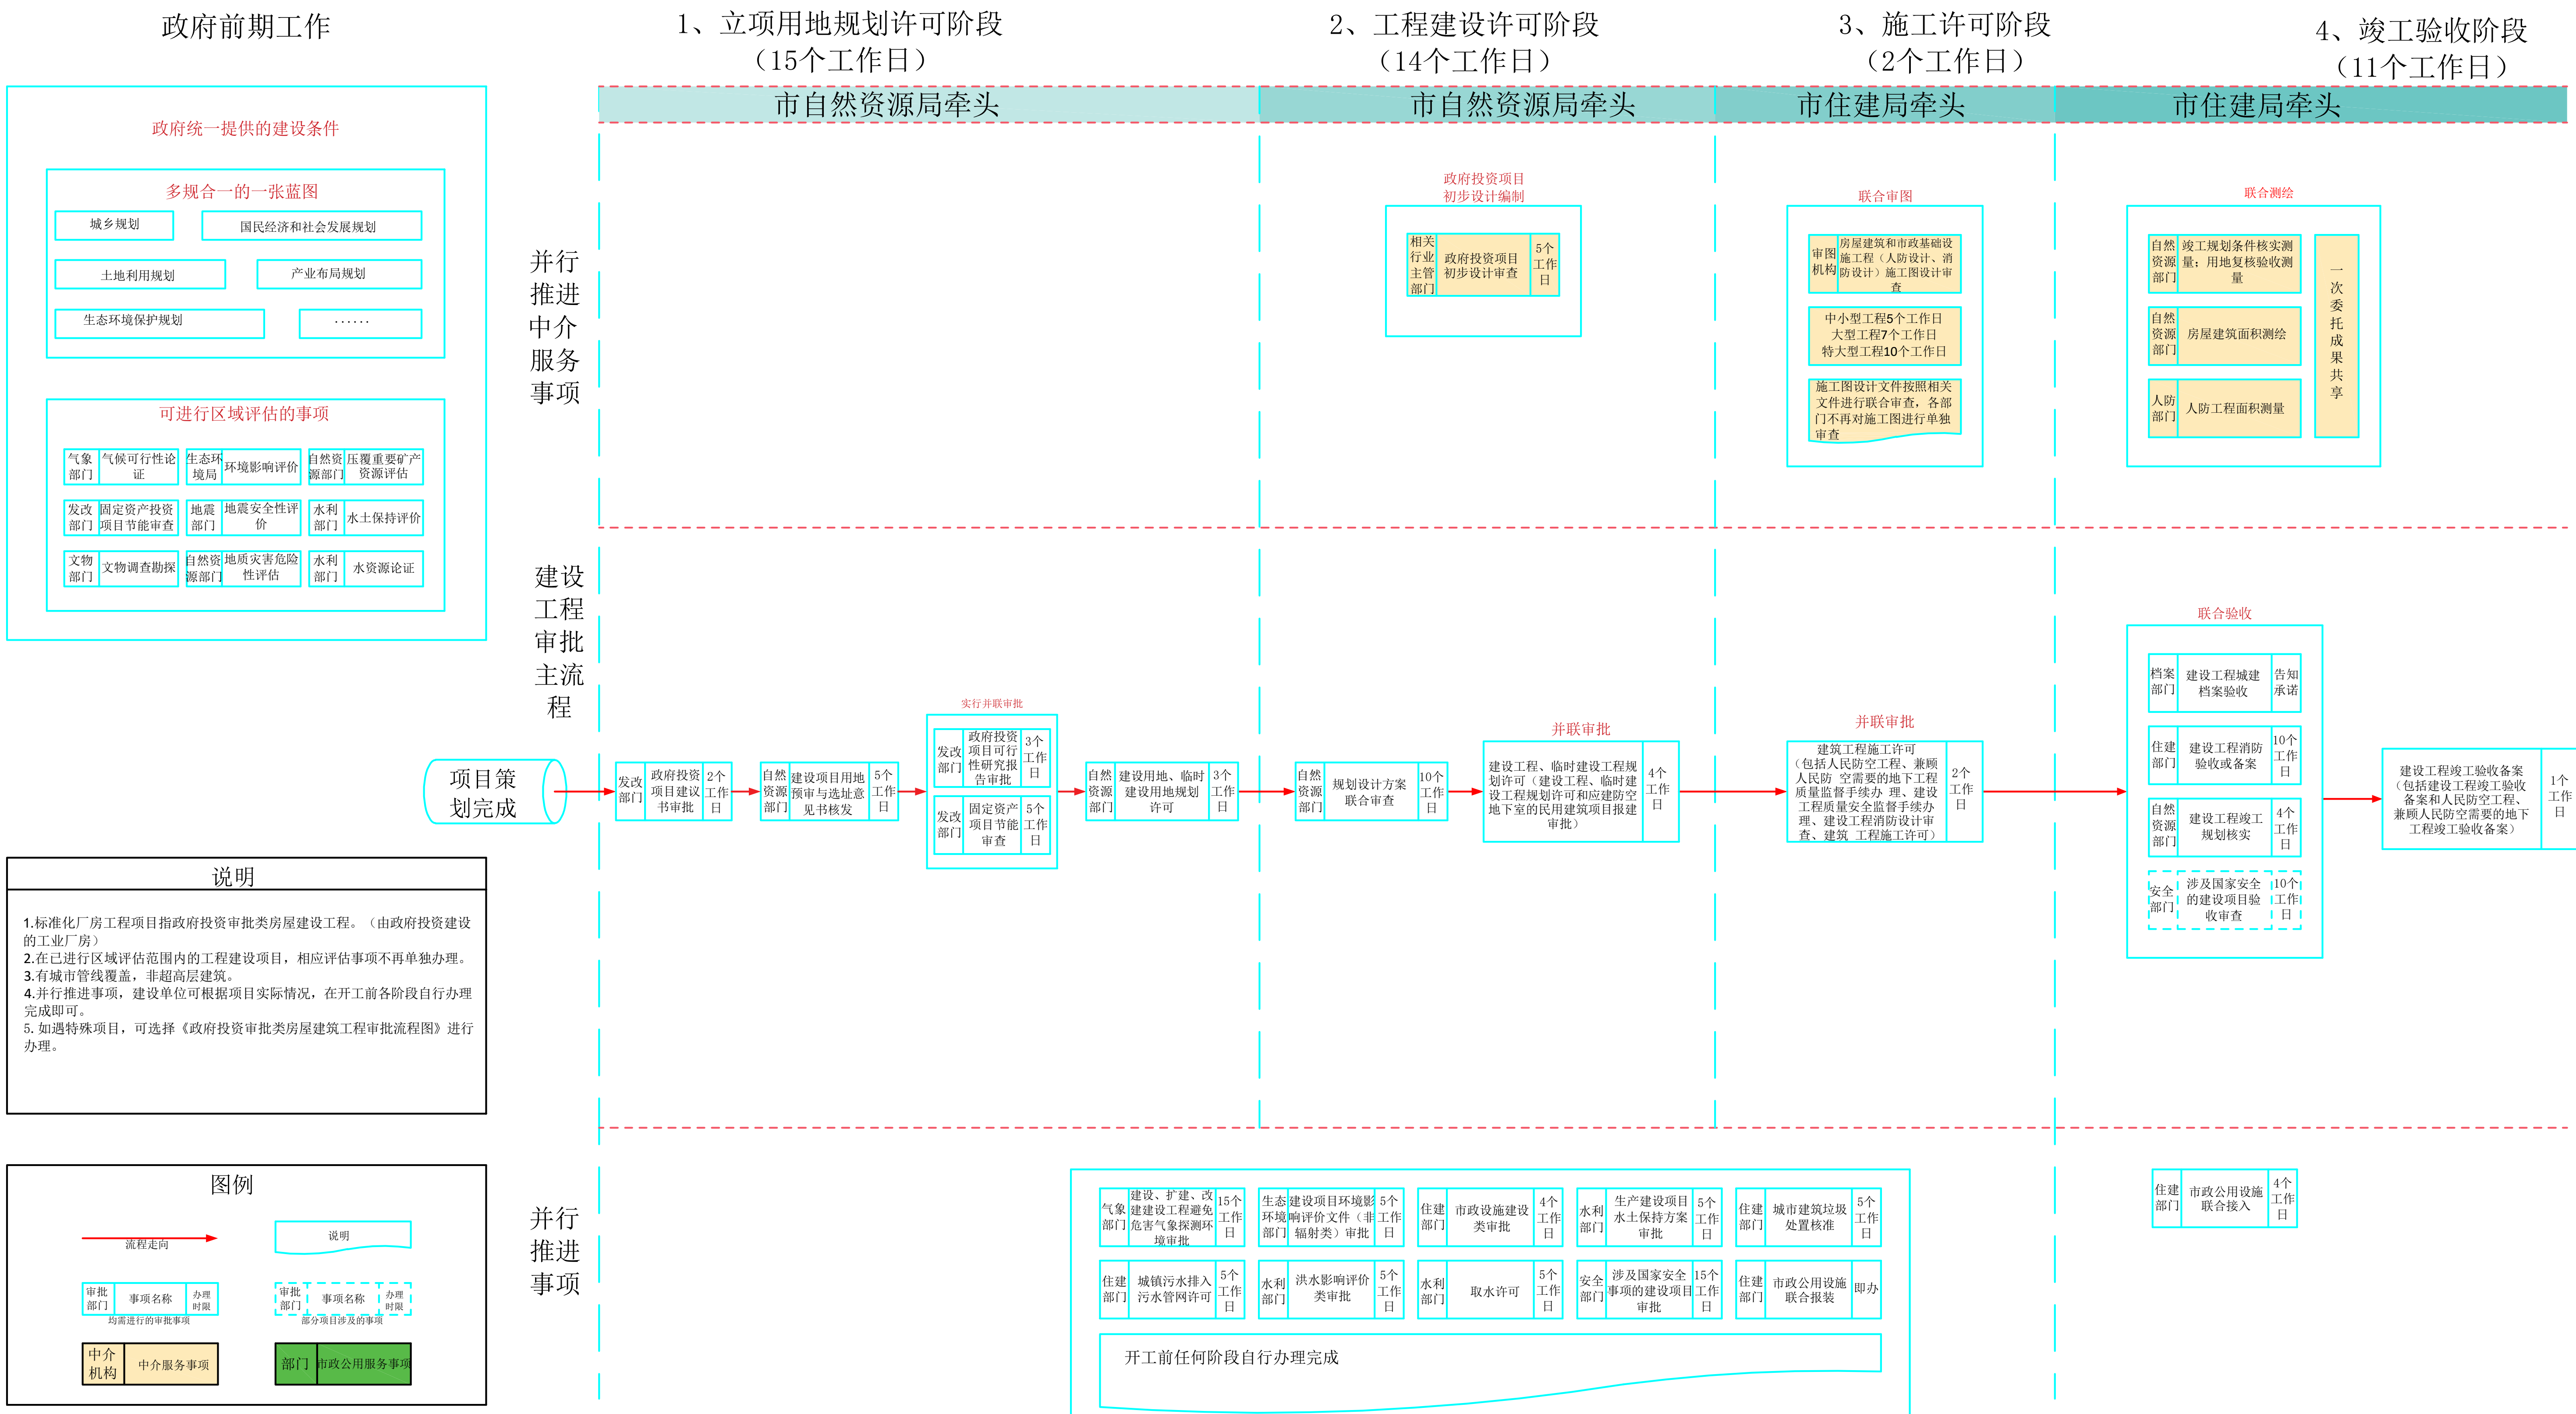 政府前期工作
1、立项用地规划许可阶段
（15个工作日）
2、工程建设许可阶段
（14个工作日）
3、施工许可阶段
（2个工作日）
4、竣工验收阶段
（11个工作日）
市自然资源局牵头
市自然资源局牵头
市住建局牵头
市住建局牵头
政府统一提供的建设条件
多规合一的一张蓝图
城乡规划
国民经济和社会发展规划
土地利用规划
产业布局规划
生态环境保护规划
······
可进行区域评估的事项
气象
部门
气候可行性论
证
生态环
境局
环境影响评价
自然资
源部门
压覆重要矿产
资源评估
发改
部门
固定资产投资
项目节能审查
地震
部门
地震安全性评
价
水利
部门
水土保持评价
文物
部门
文物调查勘探
自然资
源部门
地质灾害危险
性评估
水利
部门
水资源论证
并行
推进
中介
服务
事项
政府投资项目
初步设计编制
相关
行业
主管
部门
政府投资项目
初步设计审查
5个
工作
日
联合审图
审图
机构
房屋建筑和市政基础设
施工程（人防设计、消
防设计）施工图设计审
查
中小型工程5个工作日
大型工程7个工作日
特大型工程10个工作日
施工图设计文件按照相关
文件进行联合审查，各部
门不再对施工图进行单独
审查
联合测绘
自然
资源
部门
竣工规划条件核实测
量；用地复核验收测
量
自然
资源
部门
房屋建筑面积测绘
人防
部门
人防工程面积测量
一
次
委
托
成
果
共
享
建设
工程
审批
主流
程
项目策
划完成
发改
部门
政府投资
项目建议
书审批
2个
工作
日
自然
资源
部门
建设项目用地
预审与选址意
见书核发
5个
工作
日
实行并联审批
发改
部门
政府投资
项目可行
性研究报
告审批
3个
工作
日
发改
部门
固定资产
项目节能
审查
5个
工作
日
自然
资源
部门
建设用地、临时
建设用地规划
许可
3个
工作
日
自然
资源
部门
规划设计方案
联合审查
10个
工作
日
并联审批
建设工程、临时建设工程规
划许可（建设工程、临时建
设工程规划许可和应建防空
地下室的民用建筑项目报建
审批）
4个
工作
日
并联审批
建筑工程施工许可
（包括人民防空工程、兼顾
人民防 空需要的地下工程
质量监督手续办 理、建设
工程质量安全监督手续办
理、建设工程消防设计审
查、建筑 工程施工许可）
2个
工作
日
联合验收
档案
部门
建设工程城建
档案验收
告知
承诺
住建
部门
建设工程消防
验收或备案
10个
工作
日
自然
资源
部门
建设工程竣工
规划核实
4个
工作
日
安全
部门
涉及国家安全
的建设项目验
收审查
10个
工作
日
建设工程竣工验收备案
（包括建设工程竣工验收
备案和人民防空工程、
兼顾人民防空需要的地下
工程竣工验收备案）
1个
工作
日
说明
1.标准化厂房工程项目指政府投资审批类房屋建设工程。（由政府投资建设
的工业厂房）
2.在已进行区域评估范围内的工程建设项目，相应评估事项不再单独办理。
3.有城市管线覆盖，非超高层建筑。
4.并行推进事项，建设单位可根据项目实际情况，在开工前各阶段自行办理
完成即可。
5. 如遇特殊项目，可选择《政府投资审批类房屋建筑工程审批流程图》进行
办理。
图例
流程走向
说明
审批
部门
事项名称
办理
时限
均需进行的审批事项
审批
部门
事项名称
办理
时限
部分项目涉及的事项
中介
机构
中介服务事项
部门
市政公用服务事项
并行
推进
事项
气象
部门
建设、扩建、改
建建设工程避免
危害气象探测环
境审批
15个
工作
日
生态
环境
部门
建设项目环境影
响评价文件（非
辐射类）审批
5个
工作
日
住建
部门
市政设施建设
类审批
4个
工作
日
水利
部门
生产建设项目
水土保持方案
审批
5个
工作
日
住建
部门
城市建筑垃圾
处置核准
5个
工作
日
住建
部门
城镇污水排入
污水管网许可
5个
工作
日
水利
部门
洪水影响评价
类审批
5个
工作
日
水利
部门
取水许可
5个
工作
日
安全
部门
涉及国家安全
事项的建设项目
审批
15个
工作
日
住建
部门
市政公用设施
联合报装
即办
开工前任何阶段自行办理完成
住建
部门
市政公用设施
联合接入
4个
工作
日